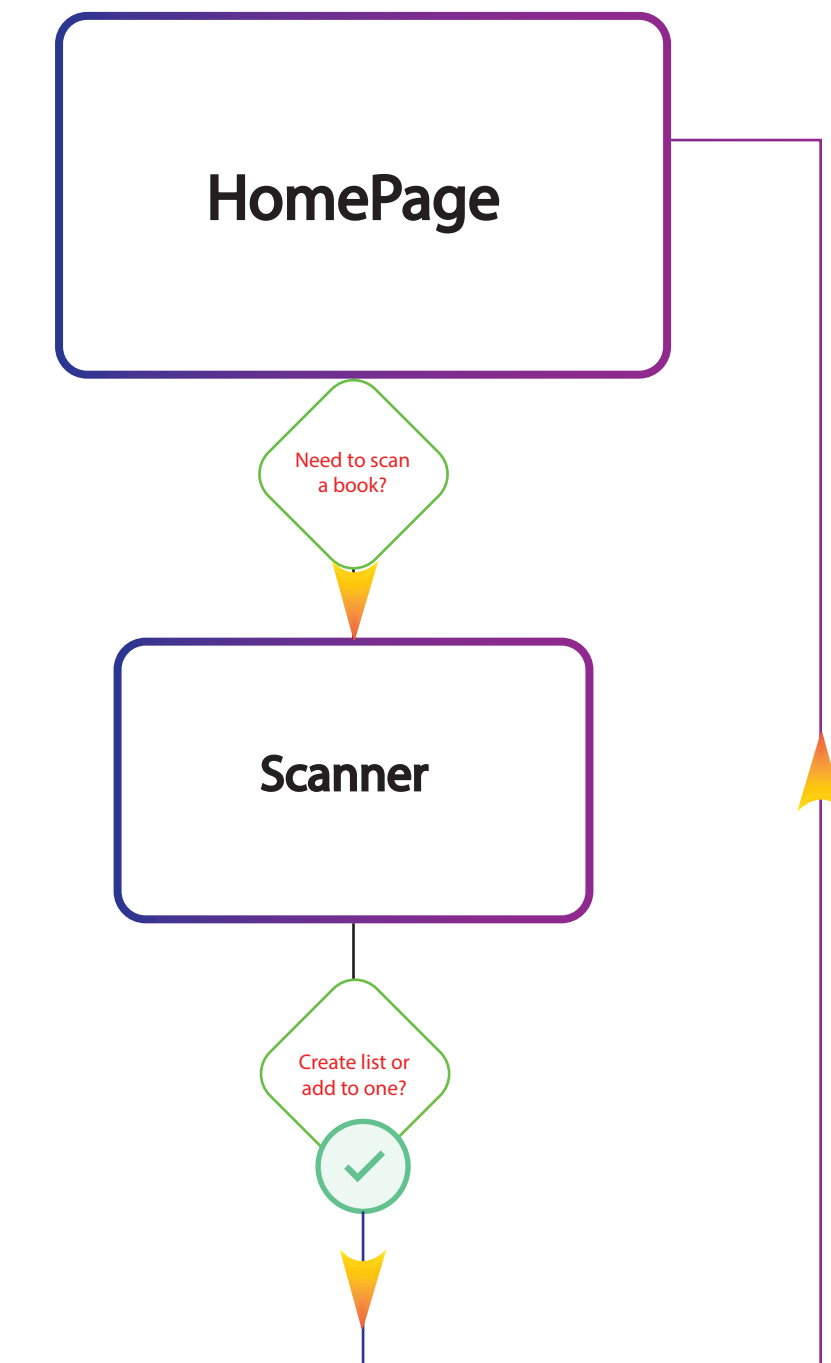 HomePage
Need to scan
a book?
Scanner
Create list or
add to one?